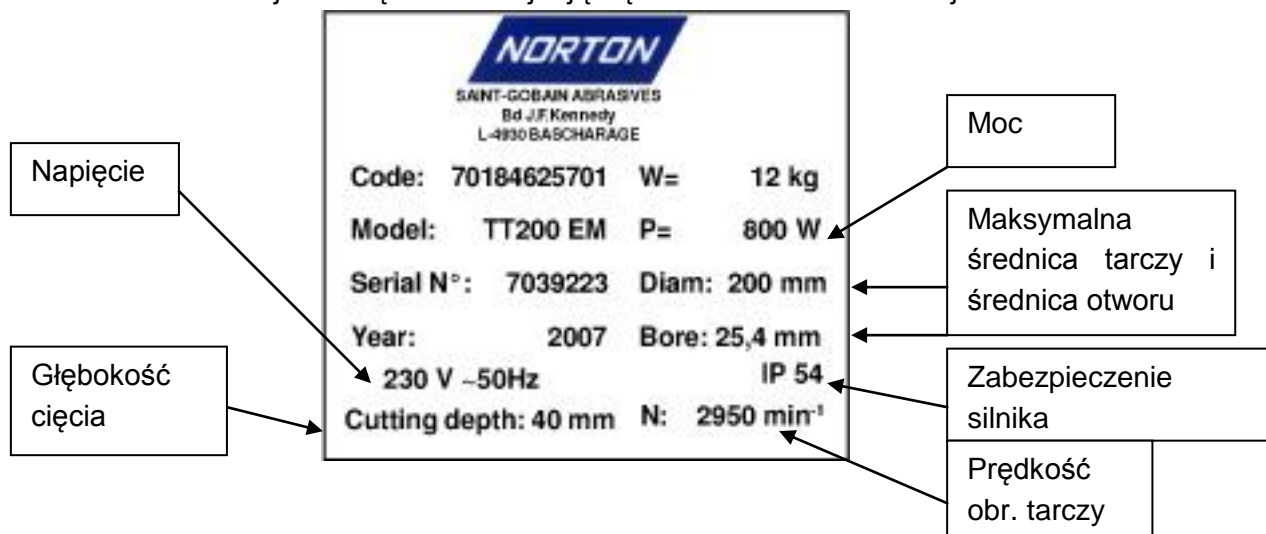 NORTON
SAINT-GOBAIN ABRASIVES
Bd J.F.Kennedy
L-4930 BASCHARAGE
Napięcie
Głębokość
cięcia
Code: 70184625701 W= 12 kg
Model: TT200 EM P= 800 W
Serial N°: 7039223 Diam: 200 mm
Year: 2007 Bore: 25,4 mm
230 V ~50Hz IP 54
Cutting depth: 40 mm N: 2950 min⁻¹
Moc
Maksymalna
średnica tarczy i
średnica otworu
Zabezpieczenie
silnika
Prędkość
obr. tarczy